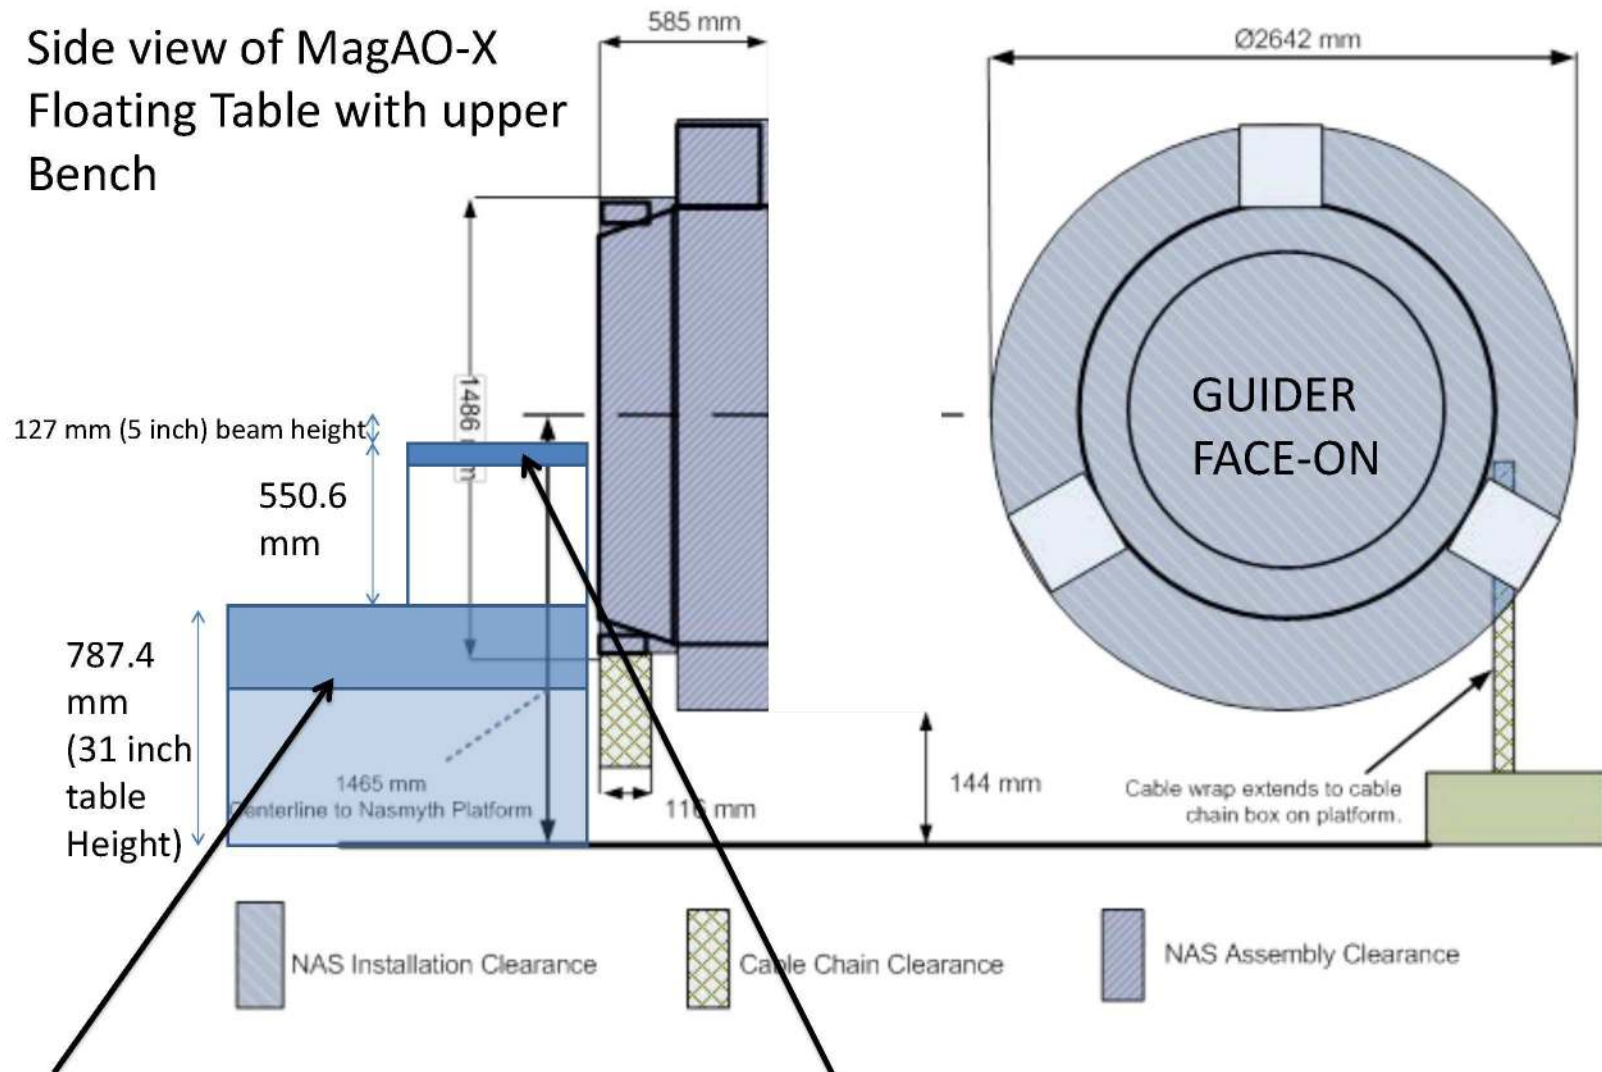 Side view of MagAO-X
Floating Table with upper
Bench
585 mm
Ø2642 mm
1486 mm
127 mm (5 inch) beam height
550.6
mm
GUIDER
FACE-ON
787.4
mm
(31 inch
table
Height)
1465 mm
Centerline to Nasmyth Platform
116 mm
144 mm
Cable wrap extends to cable
chain box on platform.
NAS Installation Clearance
Cable Chain Clearance
NAS Assembly Clearance